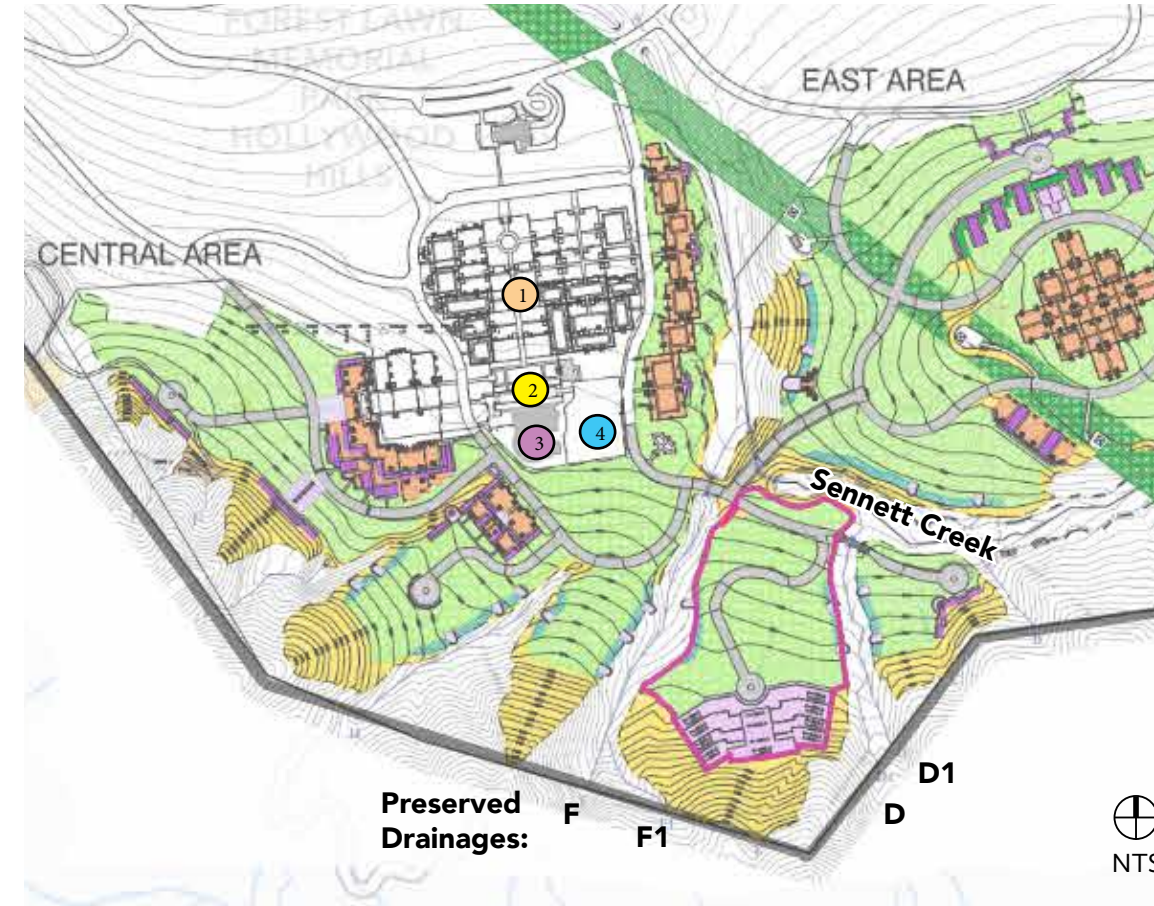 FOREST LAWN
MEMORIAL
HOLLYWOOD
HILLS
EAST AREA
CENTRAL AREA
1
2
3
4
Sennett Creek
D1
Preserved
Drainages:
F
D
F1
NTS